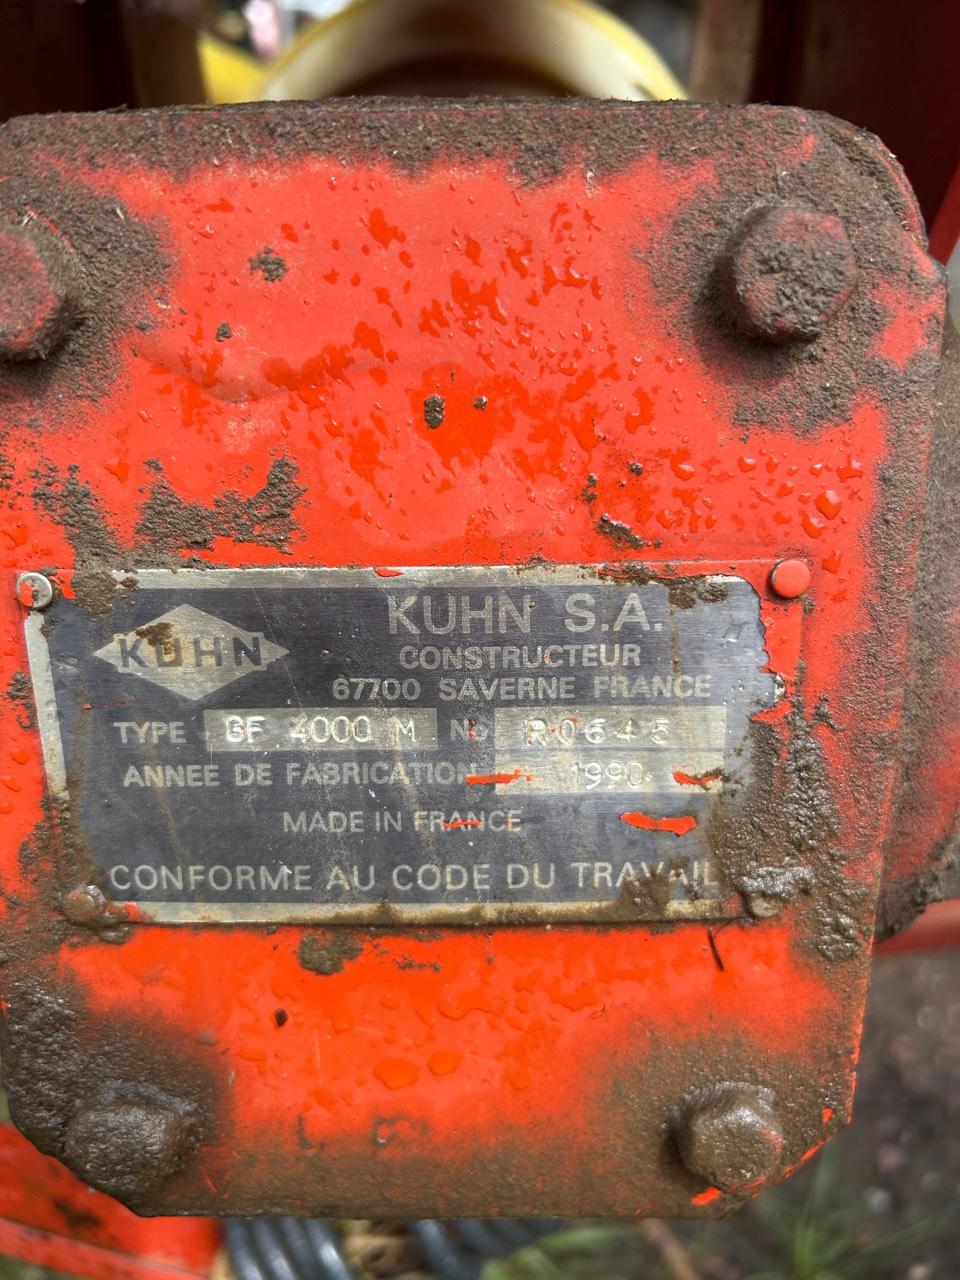 KUHN
KUHN S.A.
CONSTRUCTEUR
67700 SAVERNE FRANCE
TYPE GF 4000 M No R0645
ANNEE DE FABRICATION 1990
MADE IN FRANCE
CONFORME AU CODE DU TRAVAIL